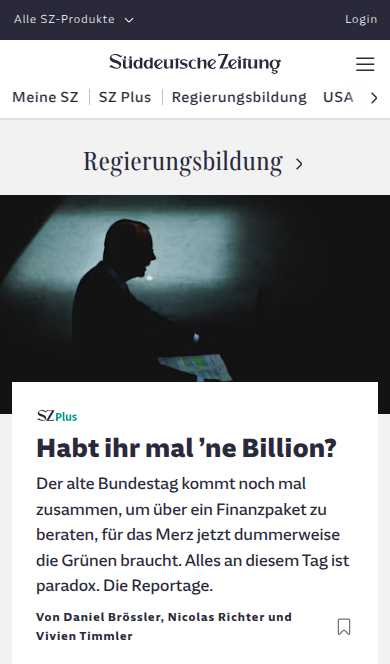 Alle SZ-Produkte
Login
Süddeutsche Zeitung
Meine SZ
SZ Plus
Regierungsbildung
USA
Regierungsbildung
SZ Plus
Habt ihr mal ’ne Billion?
Der alte Bundestag kommt noch mal
zusammen, um über ein Finanzpaket zu
beraten, für das Merz jetzt dummerweise
die Grünen braucht. Alles an diesem Tag ist
paradox. Die Reportage.
Von Daniel Brössler, Nicolas Richter und
Vivien Timmler